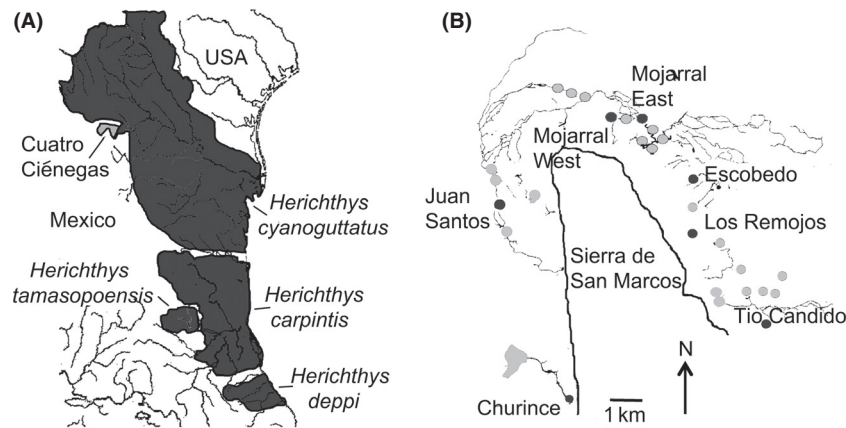 (A)
USA
Cuatro
Ciénegas
Mexico
Herichthys
cyanoguttatus
Herichthys
tamasopoensis
Herichthys
carpintis
Herichthys
deppi
(B)
Mojarral
East
Mojarral
West
Escobedo
Juan
Santos
Los Remojos
Sierra de
San Marcos
Tio Candido
N
Churince
1 km